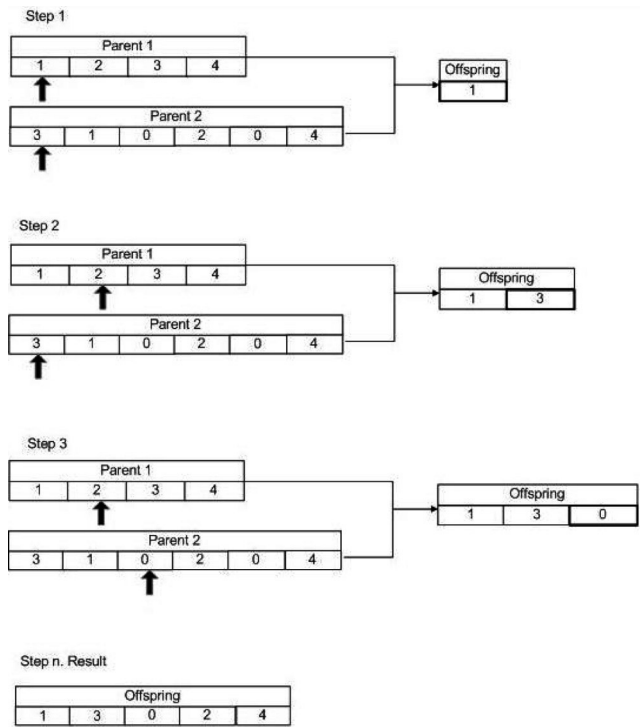 Step 1
Parent 1
1 2 3 4
Offspring
1
Parent 2
3 1 0 2 0 4
Step 2
Parent 1
1 2 3 4
Offspring
1 3
Parent 2
3 1 0 2 0 4
Step 3
Parent 1
1 2 3 4
Offspring
1 3 0
Parent 2
3 1 0 2 0 4
Step n. Result
Offspring
1 3 0 2 4